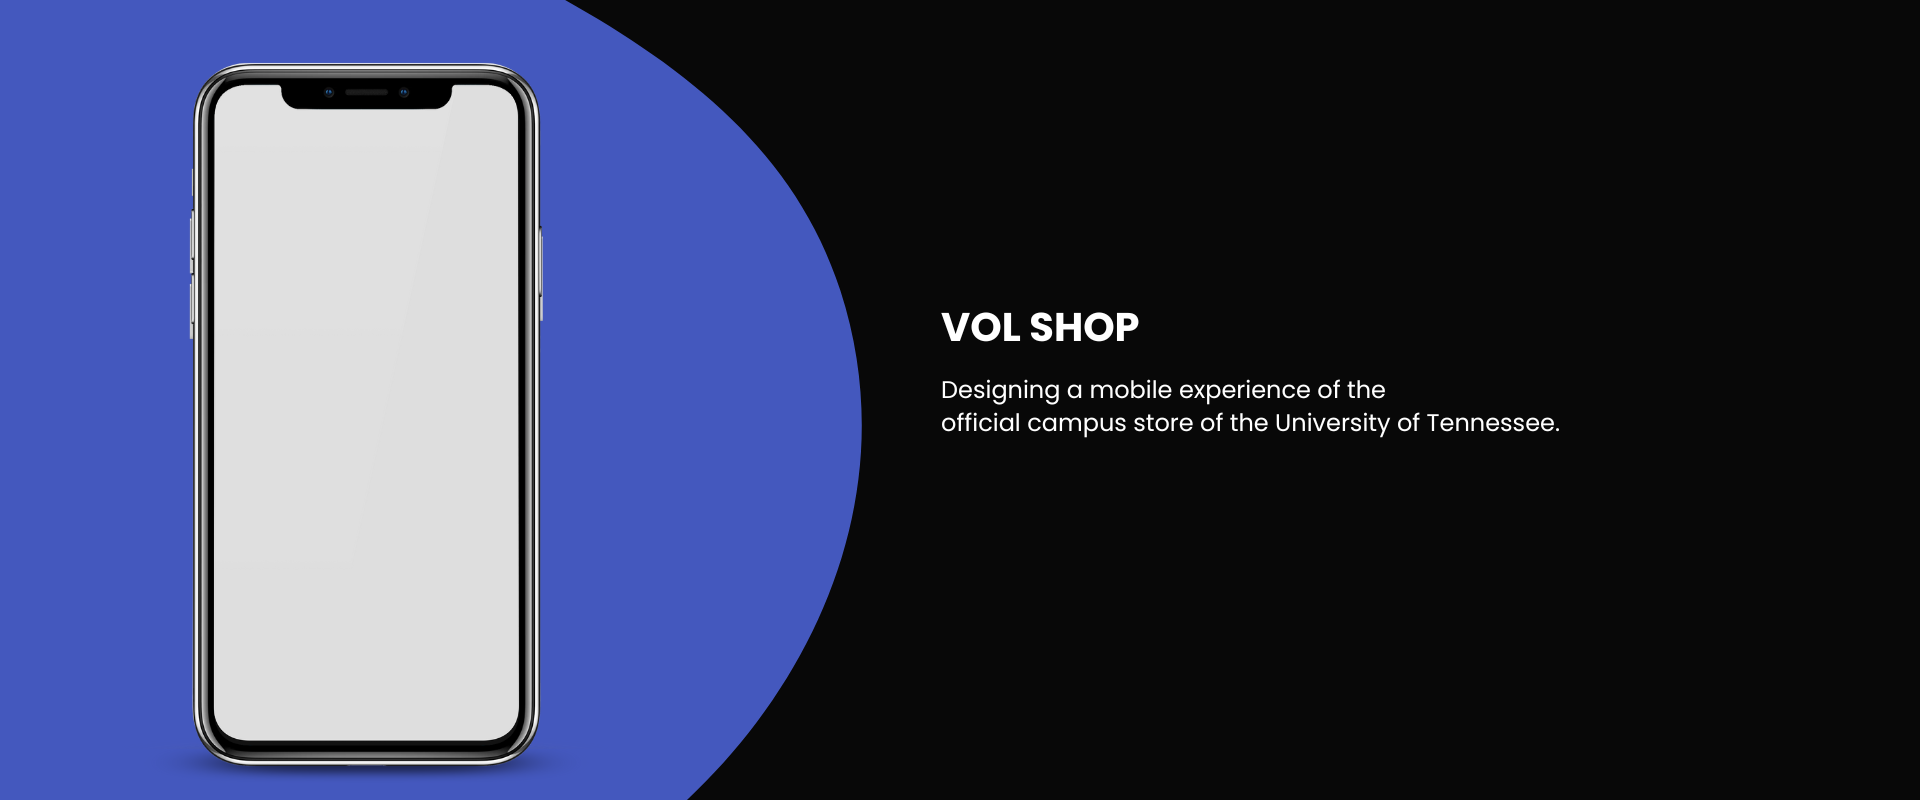 VOL SHOP
Designing a mobile experience of the
official campus store of the University of Tennessee.